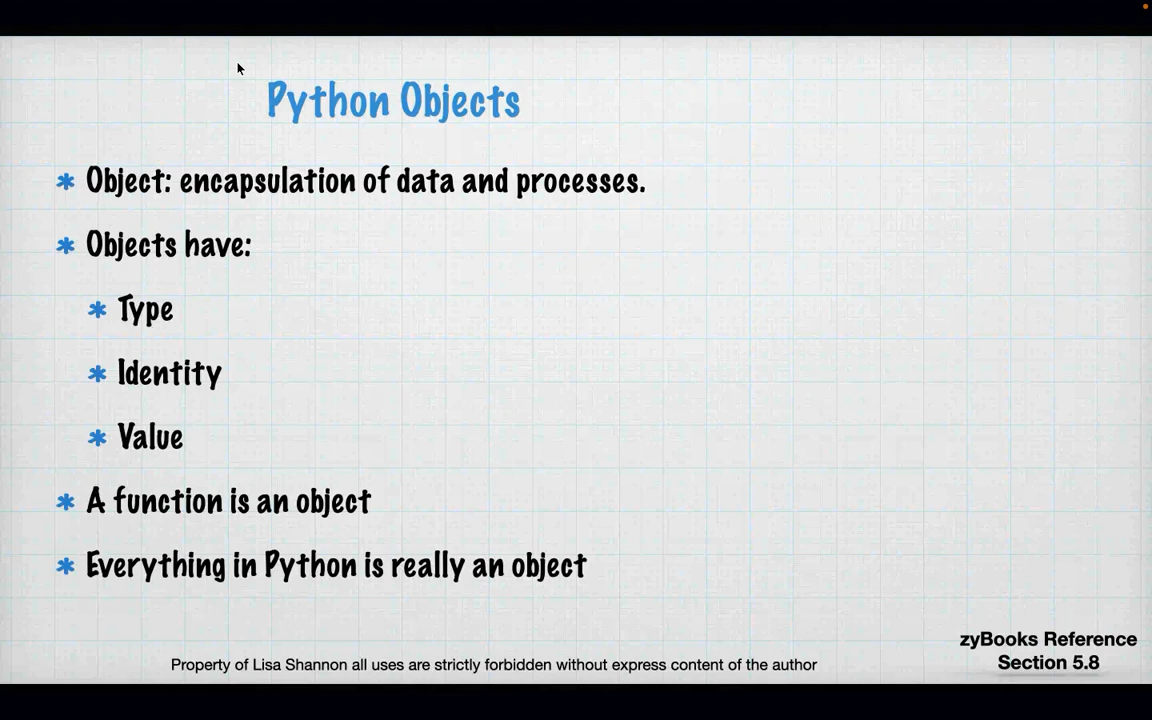 Python Objects
Object: encapsulation of data and processes.
Objects have:
Type
Identity
Value
A function is an object
Everything in Python is really an object
zyBooks Reference
Section 5.8
Property of Lisa Shannon all uses are strictly forbidden without express content of the author